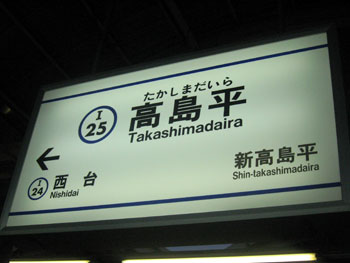 たかしまだいら
I
25
高島平
Takashimadaira
←
I
24
西台
Nishidai
新高島平
Shin-takashimadaira